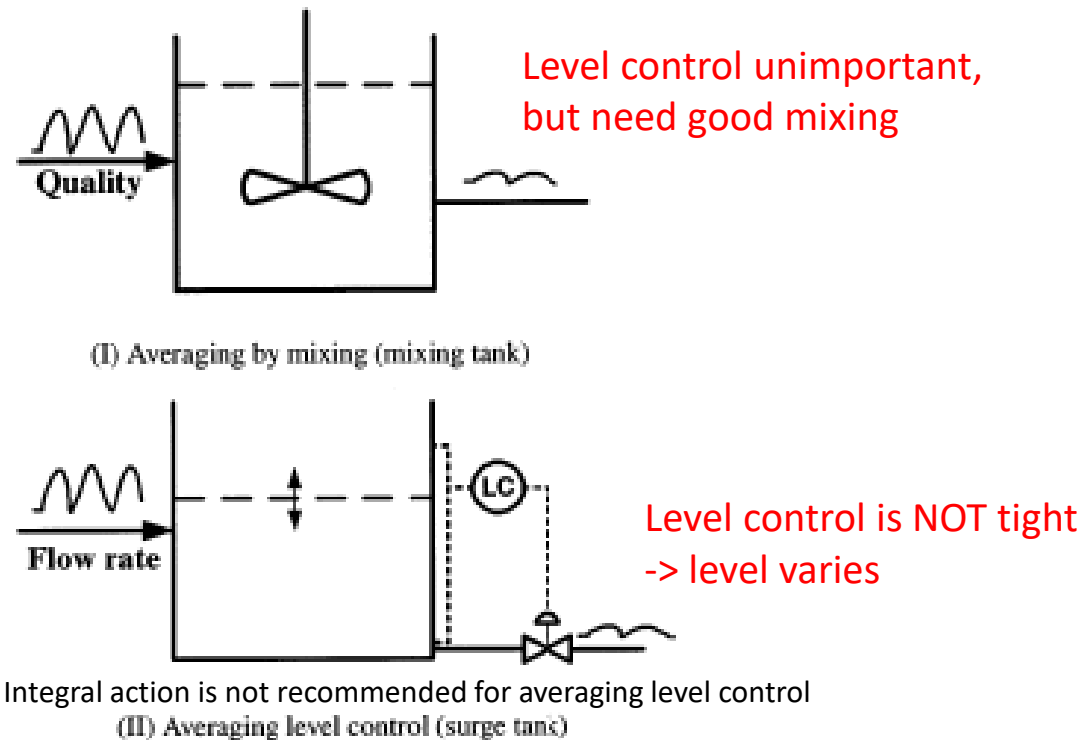 Level control unimportant,
but need good mixing
Quality
(I) Averaging by mixing (mixing tank)
LC
Level control is NOT tight
-> level varies
Flow rate
Integral action is not recommended for averaging level control
(II) Averaging level control (surge tank)